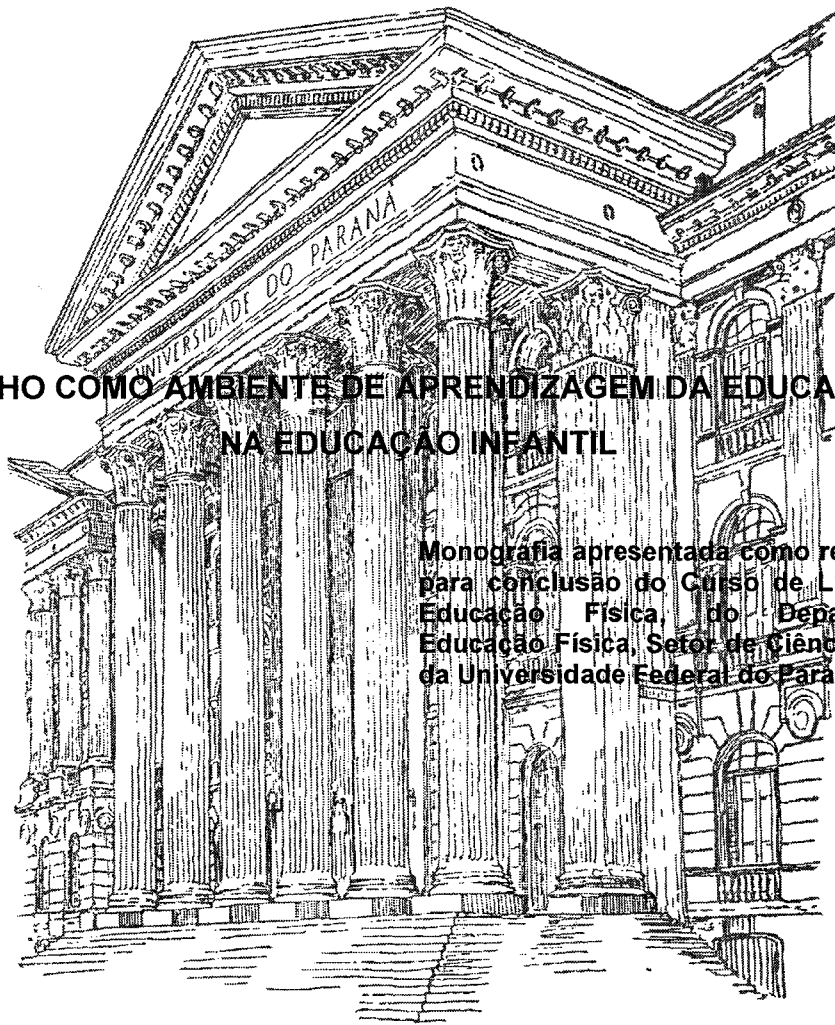 UNIVERSIDADE DO PARANÁ
HO COMO AMBIENTE DE APRENDIZAGEM DA EDUCA
NA EDUCAÇÃO INFANTIL
Monografia apresentada como re
para conclusão do Curso de L
Educação Física, do Depa
Educação Física, Setor de Ciênc
da Universidade Federal do Para